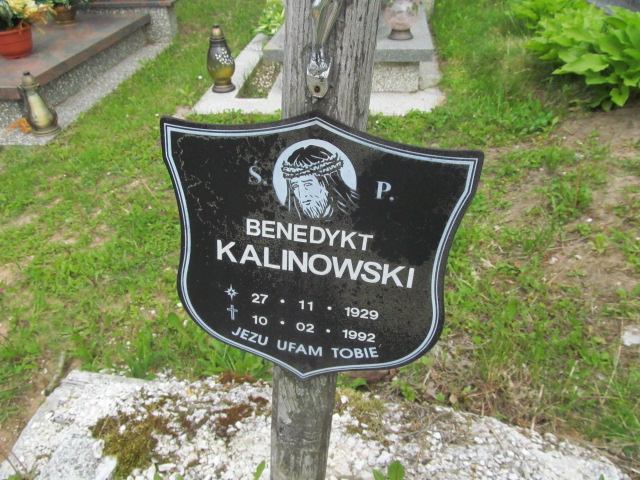 S. P.
BENEDYKT
KALINOWSKI
27 · 11 · 1929
10 · 02 · 1992
JEZU UFAM TOBIE